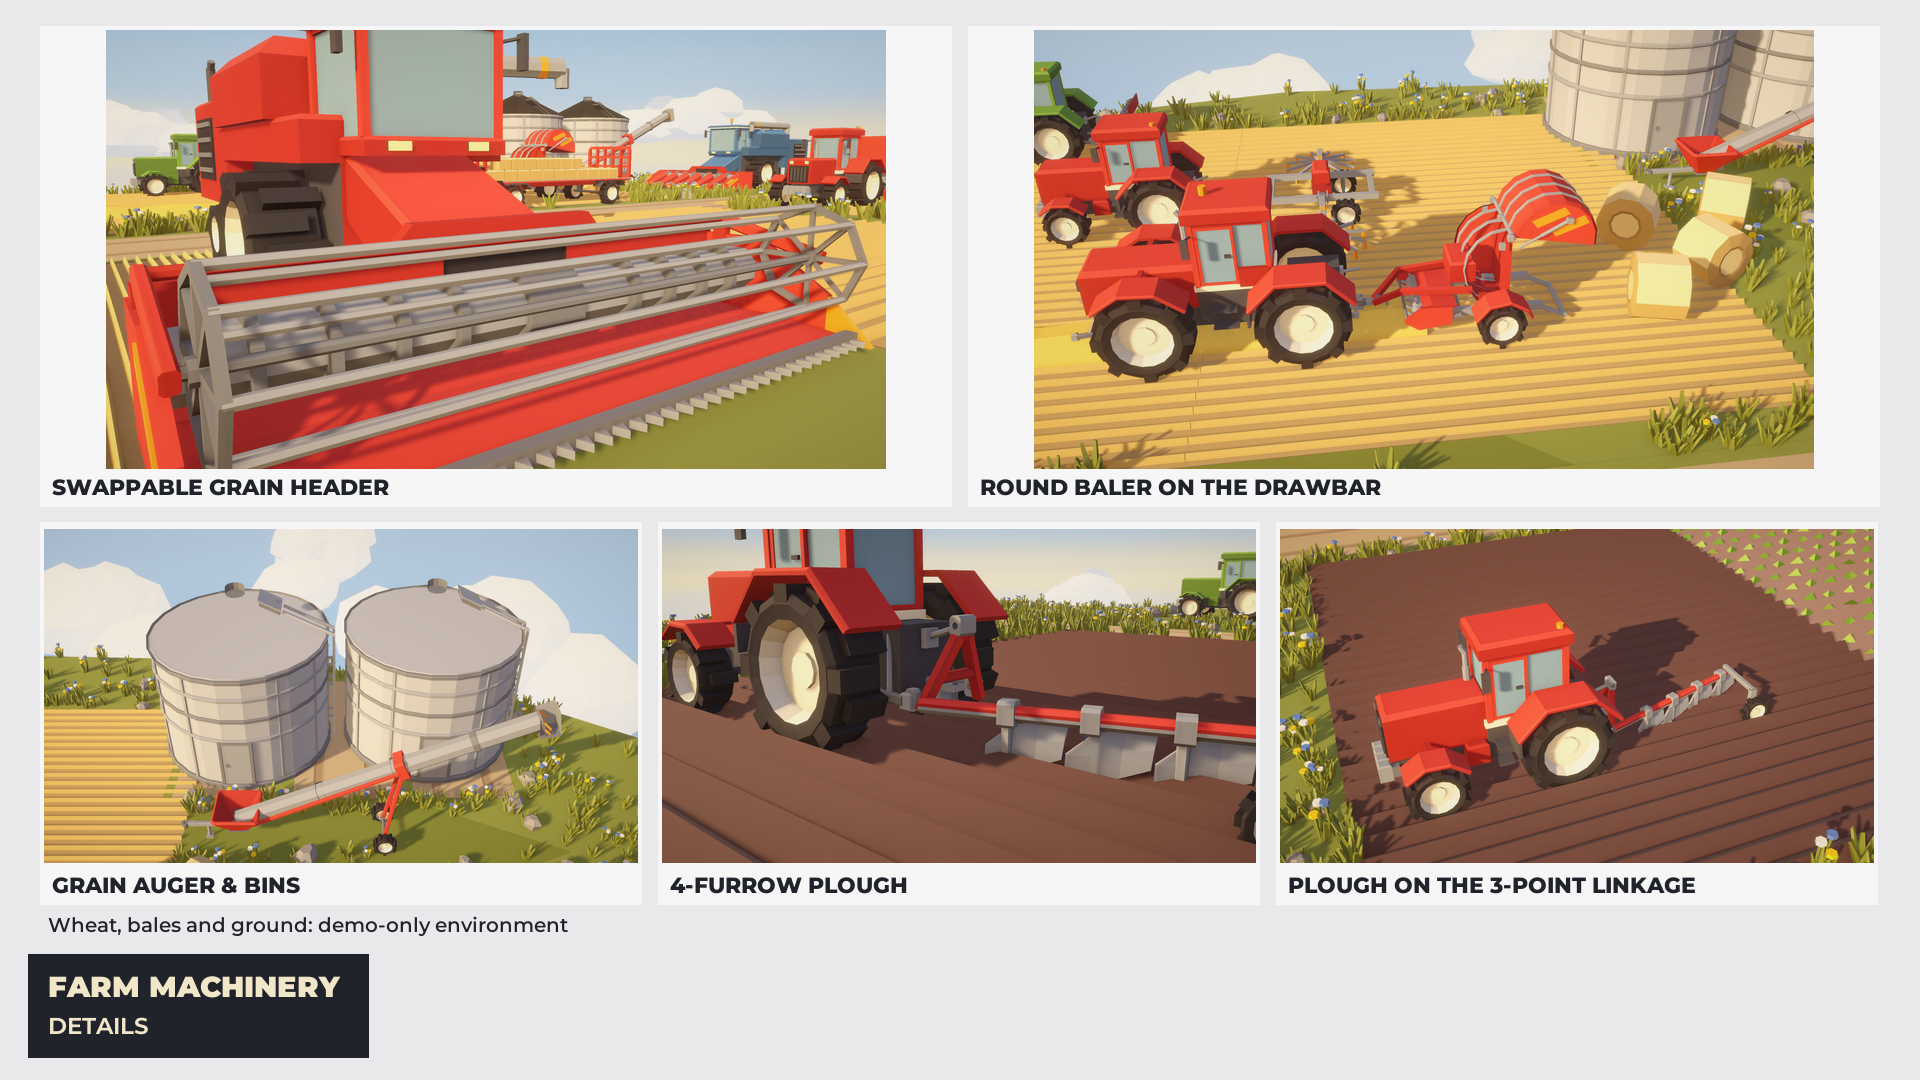 SWAPPABLE GRAIN HEADER
ROUND BALER ON THE DRAWBAR
GRAIN AUGER & BINS
4-FURROW PLOUGH
PLOUGH ON THE 3-POINT LINKAGE
Wheat, bales and ground: demo-only environment
FARM MACHINERY
DETAILS